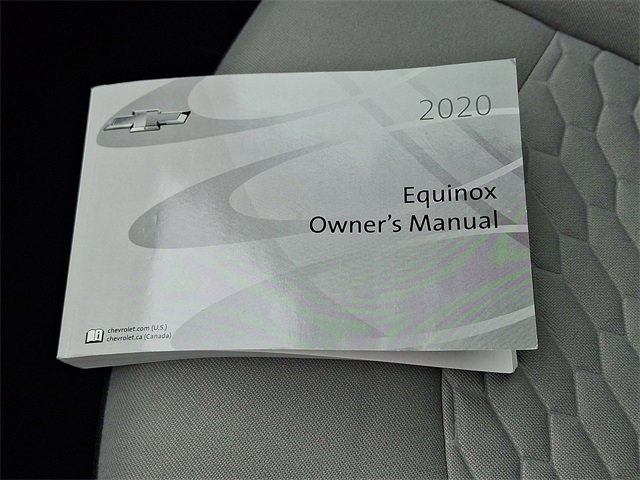 2020
Equinox
Owner's Manual
chevrolet.com (U.S.)
chevrolet.ca (Canada)